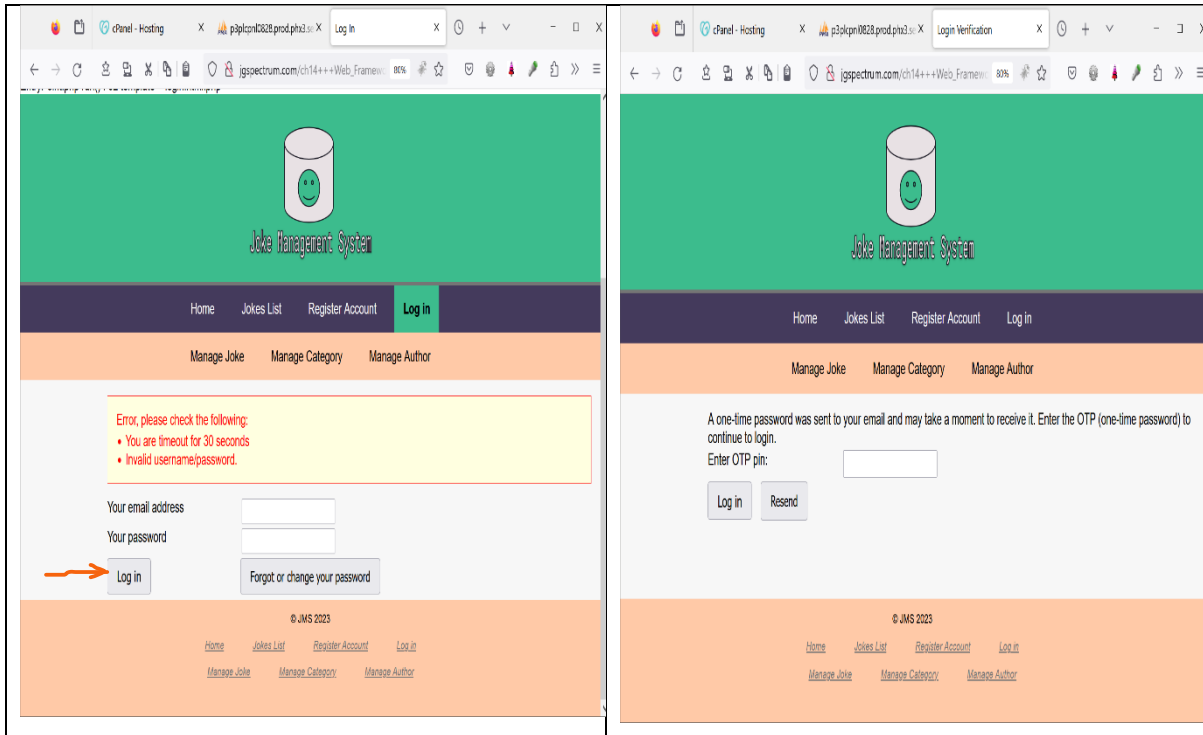 cPanel - Hosting
p3plcpnl0828.prod.phx3.se
Log In
jgspectrum.com/ch14+++Web_Framew
80%
Joke Management System
Home Jokes List Register Account Log in
Manage Joke Manage Category Manage Author
Error, please check the following:
• You are timeout for 30 seconds
• Invalid username/password.
Your email address
Your password
Log in Forgot or change your password
© JMS 2023
Home Jokes List Register Account Log in
Manage Joke Manage Category Manage Author
cPanel - Hosting
p3plcpnl0828.prod.phx3.se
Login Verification
jgspectrum.com/ch14+++Web_Framew
80%
Joke Management System
Home Jokes List Register Account Log in
Manage Joke Manage Category Manage Author
A one-time password was sent to your email and may take a moment to receive it. Enter the OTP (one-time password) to
continue to login.
Enter OTP pin:
Log in Resend
© JMS 2023
Home Jokes List Register Account Log in
Manage Joke Manage Category Manage Author